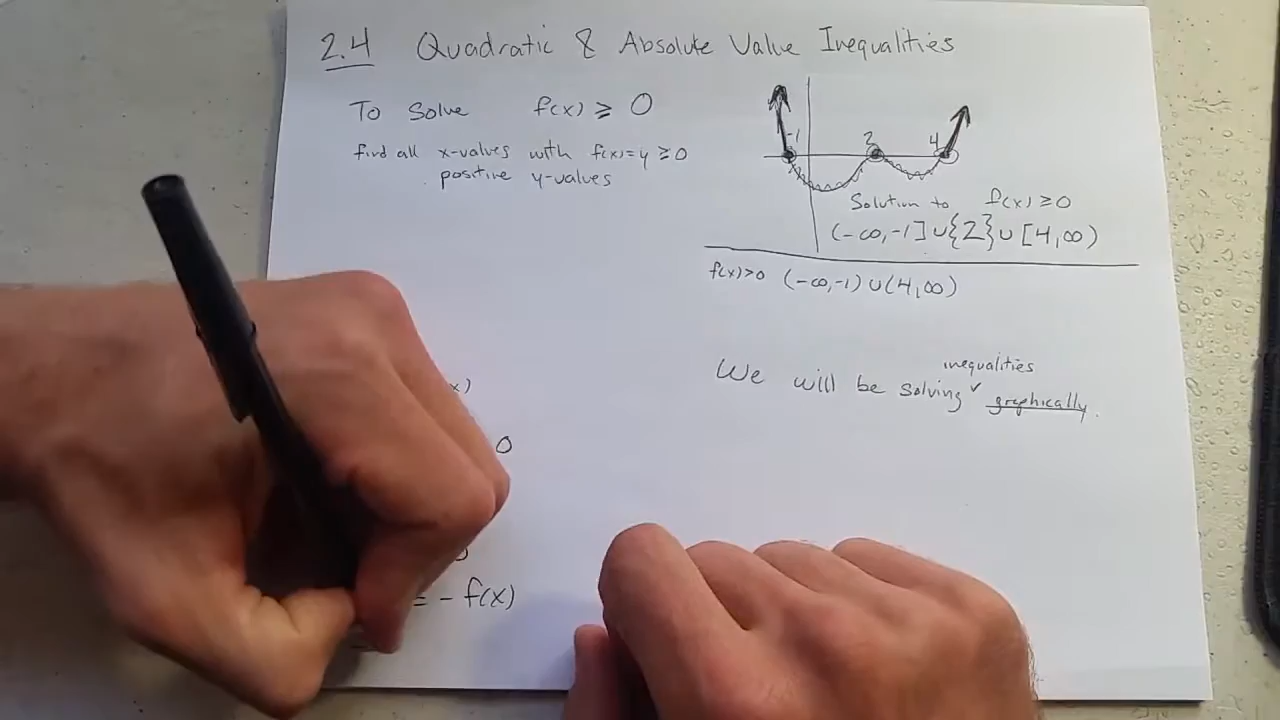 2.4 Quadratic & Absolute Value Inequalities
To Solve f(x) ≥ 0
find all x-values with f(x)=y ≥0
positive y-values
-1 2 4
Solution to f(x) ≥0
(-∞,-1]∪{2}∪[4,∞)
f(x)>0 (-∞,-1)∪(4,∞)
inequalities
We will be solving ✓ graphically.
x)
0
= - f(x)